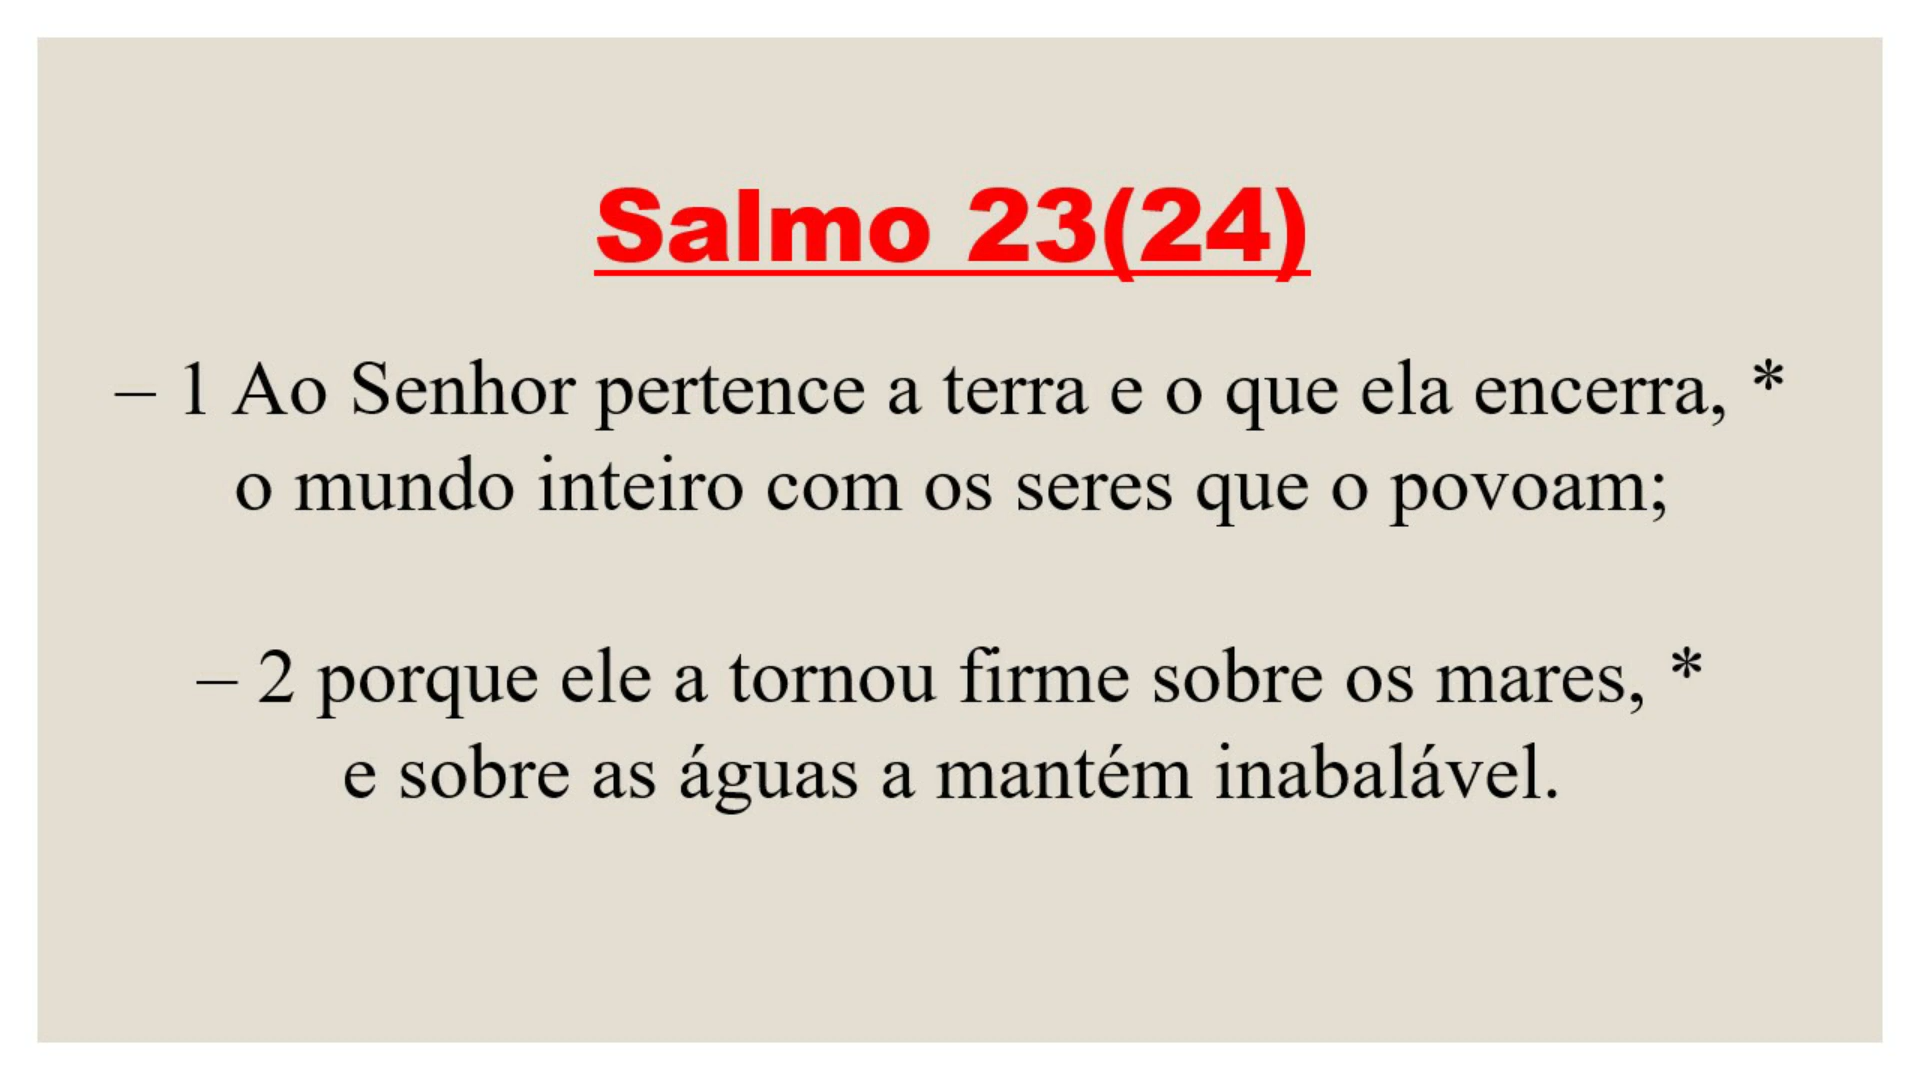 Salmo 23(24)
– 1 Ao Senhor pertence a terra e o que ela encerra, *
o mundo inteiro com os seres que o povoam;
– 2 porque ele a tornou firme sobre os mares, *
e sobre as águas a mantém inabalável.